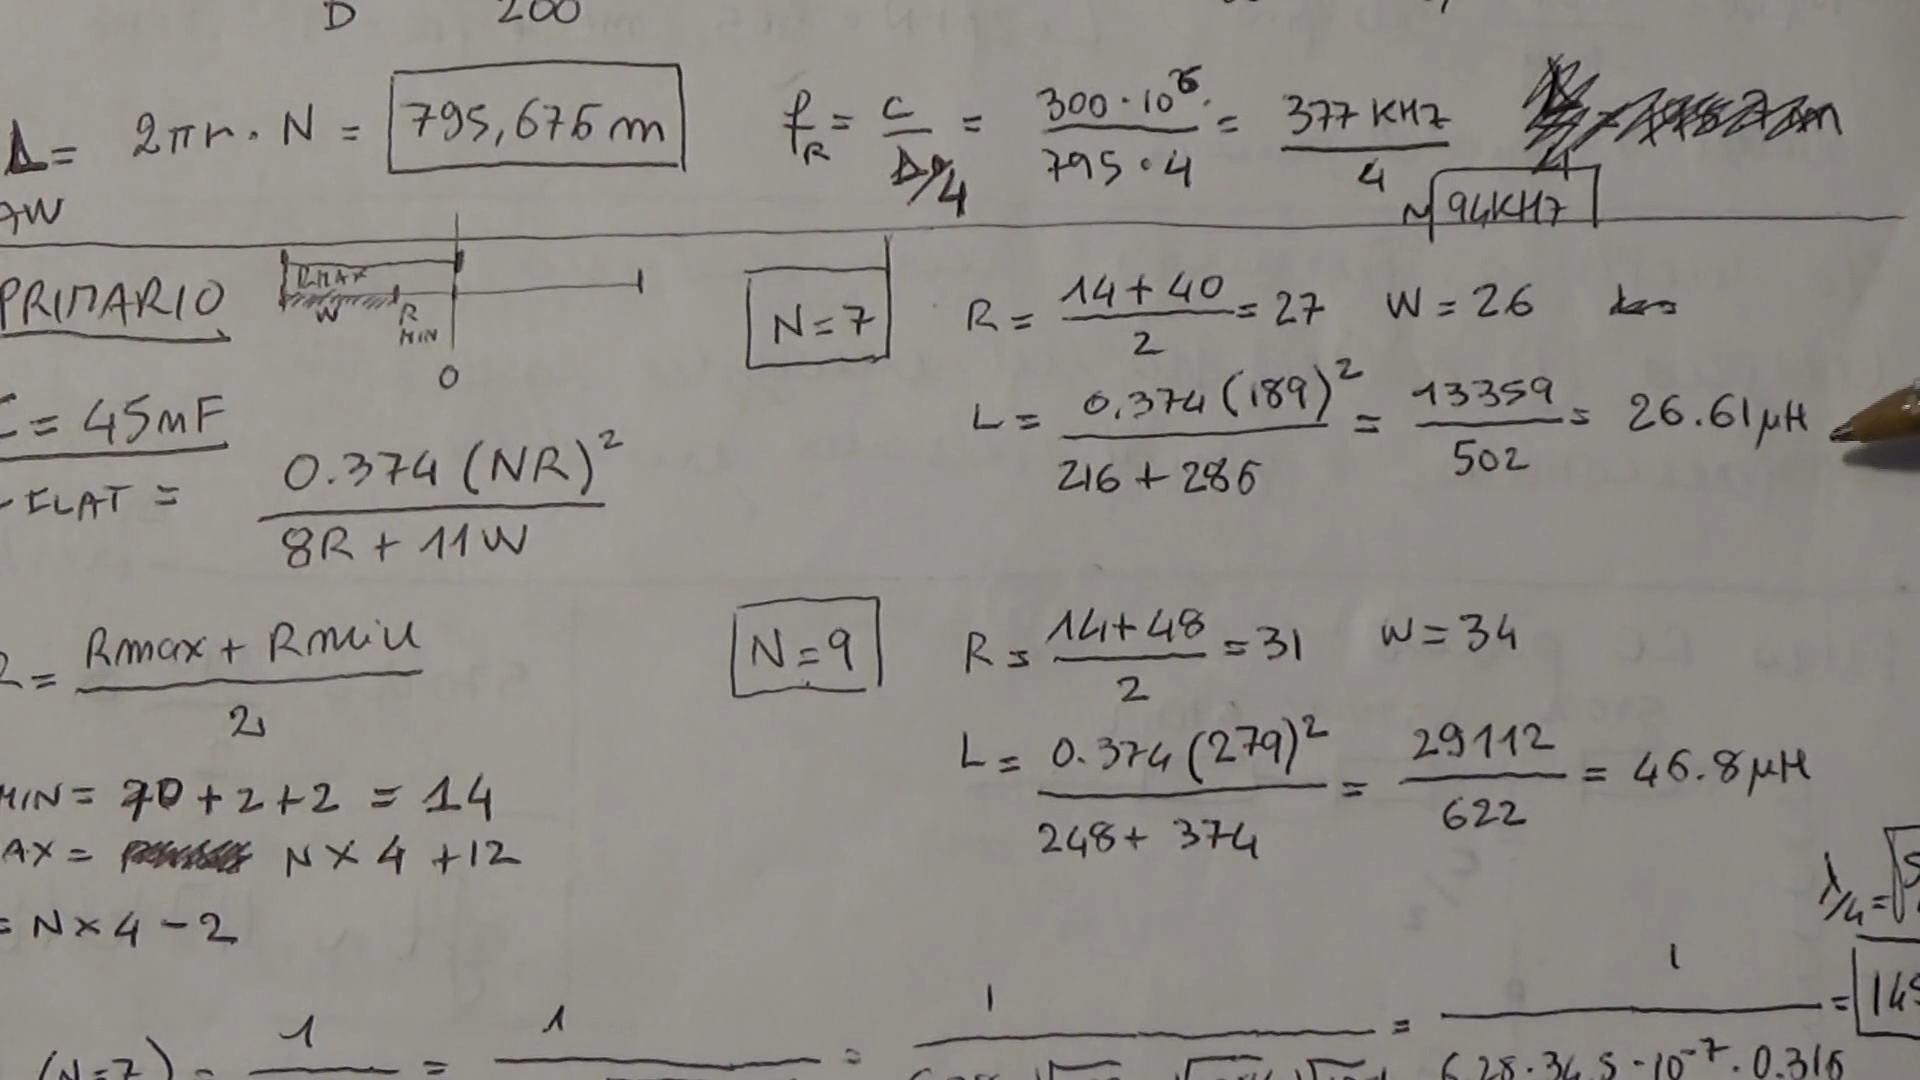 D 200
Δ = 2πr · N = 795,675 m
f_R = c / Δ·/4 = 300·10⁶ / 795·4 = 377 KHz / 4
AW ~ 94KHz
PRIMARIO RMAX W R MIN 0
N=7 R = 14+40 / 2 = 27 W = 26
C = 45mF
L = 0.374 (189)² / 216+286 = 13359 / 502 = 26.61 μH
FLAT = 0.374 (NR)² / 8R + 11W
R = Rmax + Rmin / 2
N=9 R = 14+48 / 2 = 31 W = 34
L = 0.374 (279)² / 248+374 = 29112 / 622 = 46.8 μH
MIN = 10+2+2 = 14
AX = N×4+12
= N×4-2
λ/4 =
(N=7) = 1 = 1 = 1 = 1 / 6.28·34.5·10⁻⁷·0.316 =